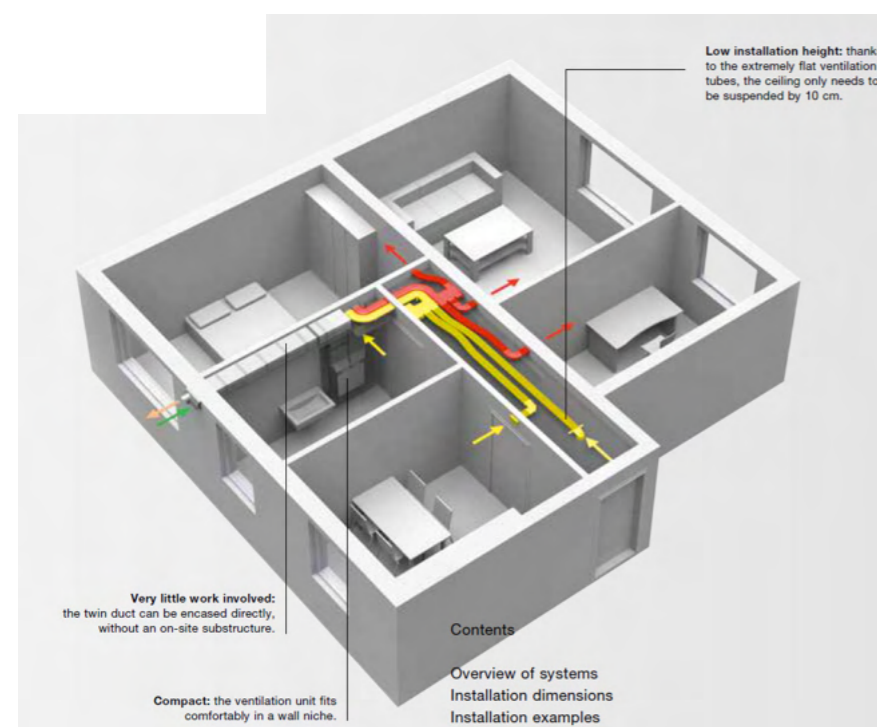 Low installation height: thank
to the extremely flat ventilation
tubes, the ceiling only needs to
be suspended by 10 cm.
Very little work involved:
the twin duct can be encased directly,
without an on-site substructure.
Contents
Overview of systems
Compact: the ventilation unit fits
Installation dimensions
comfortably in a wall niche.
Installation examples